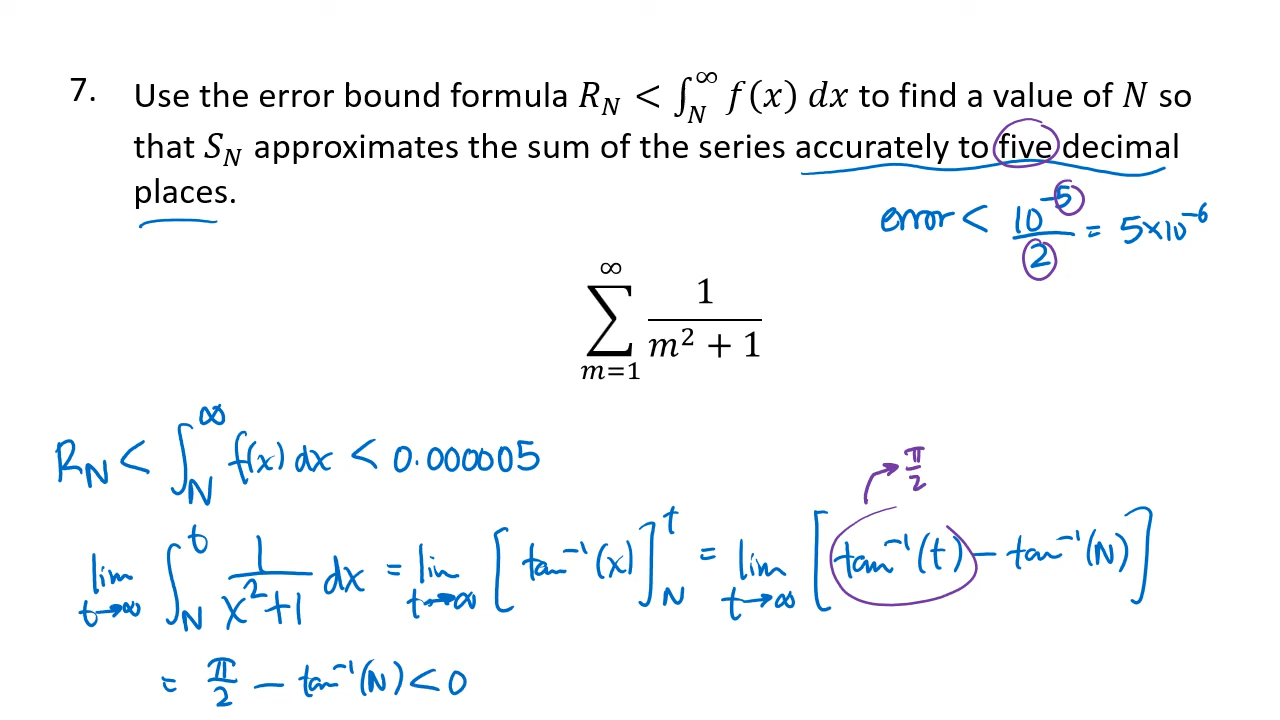 7. Use the error bound formula R_N < ∫_N^∞ f(x) dx to find a value of N so
that S_N approximates the sum of the series accurately to five decimal
places.
error < 10^-5 / 2 = 5×10^-6
∑_{m=1}^∞ 1/(m² + 1)
R_N < ∫_N^∞ f(x) dx < 0.000005
→ π/2
lim_{t→∞} ∫_N^t 1/(x²+1) dx = lim_{t→∞} [tan⁻¹(x)]_N^t = lim_{t→∞} [tan⁻¹(t) − tan⁻¹(N)]
= π/2 − tan⁻¹(N) < 0